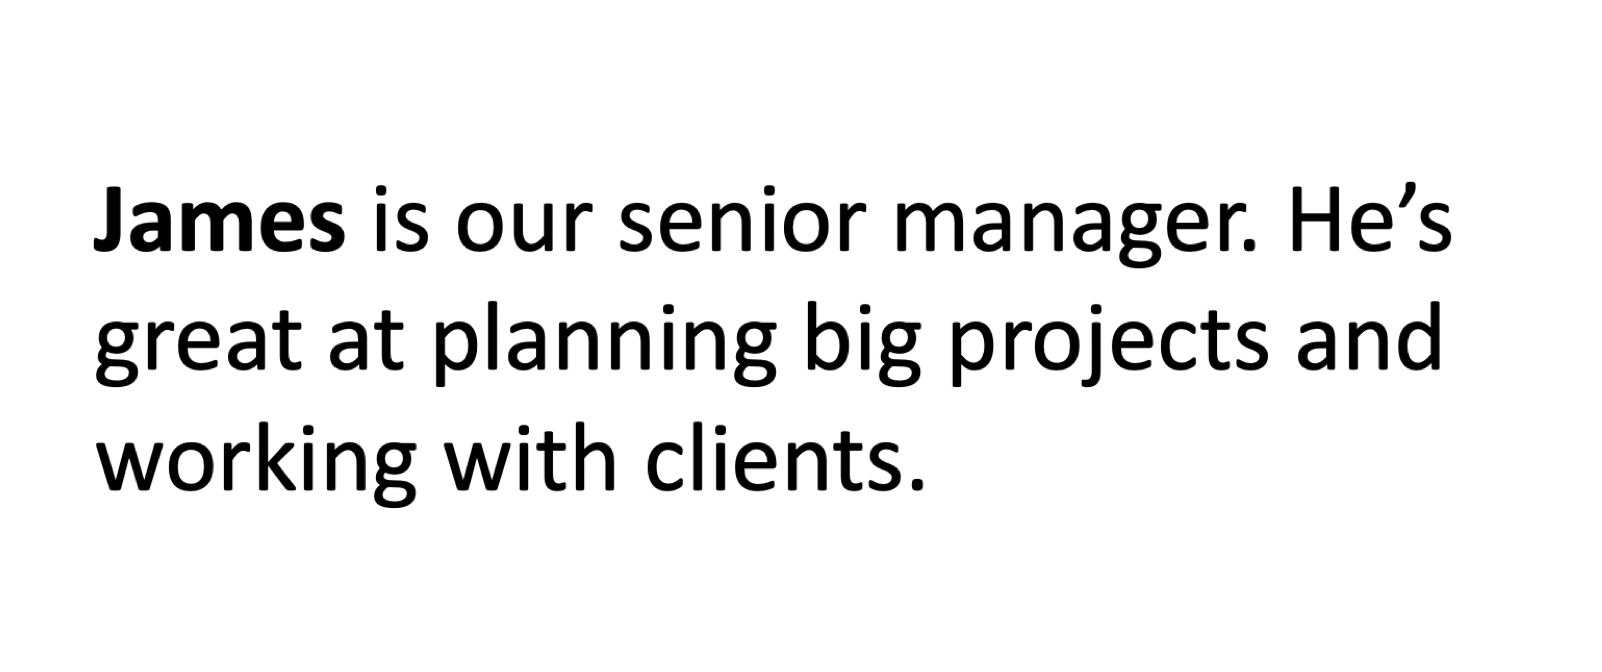 James is our senior manager. He’s
great at planning big projects and
working with clients.